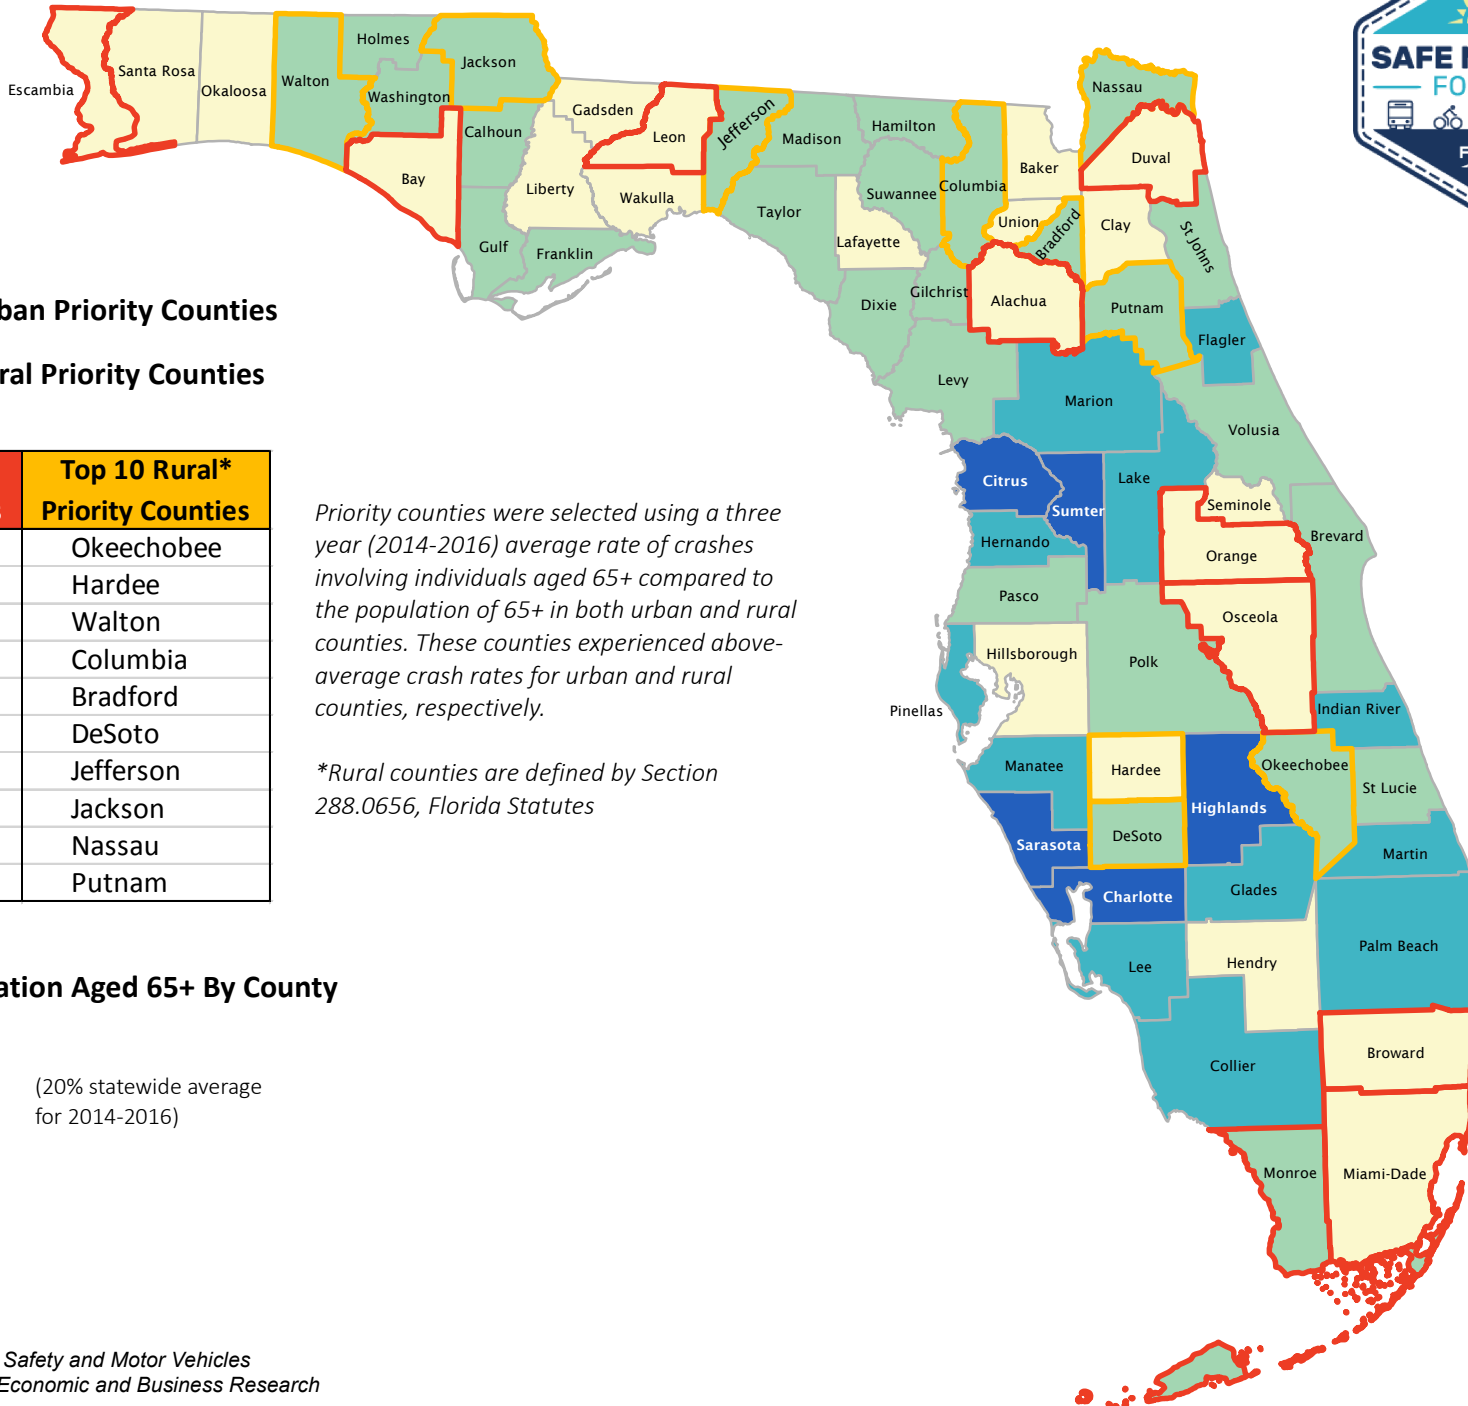 SAFE
FO
F
Escambia
Santa Rosa
Okaloosa
Walton
Holmes
Washington
Jackson
Bay
Calhoun
Gulf
Franklin
Liberty
Gadsden
Leon
Wakulla
Jefferson
Madison
Taylor
Hamilton
Suwannee
Lafayette
Dixie
Gilchrist
Columbia
Baker
Union
Bradford
Nassau
Duval
Clay
St Johns
Alachua
Putnam
Flagler
Levy
Marion
Volusia
Citrus
Sumter
Lake
Hernando
Seminole
Orange
Brevard
Pasco
Osceola
Hillsborough
Polk
Pinellas
Indian River
Manatee
Hardee
Highlands
Okeechobee
St Lucie
DeSoto
Sarasota
Charlotte
Glades
Martin
Lee
Hendry
Palm Beach
Collier
Broward
Monroe
Miami-Dade
ban Priority Counties
ral Priority Counties
Top 10 Rural*
Priority Counties
Okeechobee
Hardee
Walton
Columbia
Bradford
DeSoto
Jefferson
Jackson
Nassau
Putnam
Priority counties were selected using a three
year (2014-2016) average rate of crashes
involving individuals aged 65+ compared to
the population of 65+ in both urban and rural
counties. These counties experienced above-
average crash rates for urban and rural
counties, respectively.
*Rural counties are defined by Section
288.0656, Florida Statutes
ation Aged 65+ By County
(20% statewide average
for 2014-2016)
Safety and Motor Vehicles
Economic and Business Research